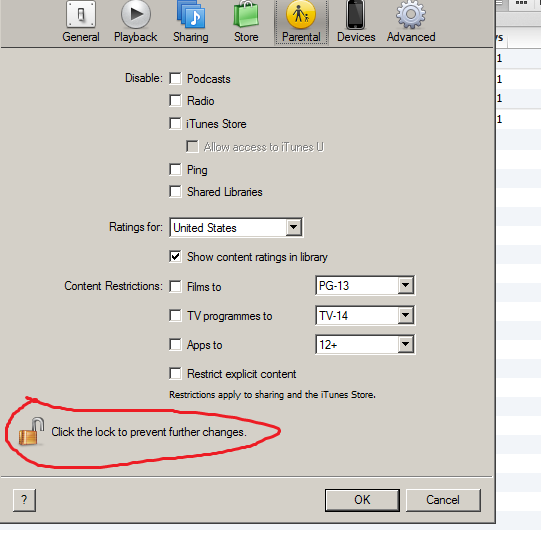 General Playback Sharing Store Parental Devices Advanced
Disable: Podcasts
Radio
iTunes Store
Allow access to iTunes U
Ping
Shared Libraries
Ratings for: United States
Show content ratings in library
Content Restrictions: Films to PG-13
TV programmes to TV-14
Apps to 12+
Restrict explicit content
Restrictions apply to sharing and the iTunes Store.
Click the lock to prevent further changes.
? OK Cancel
1
1
1
1